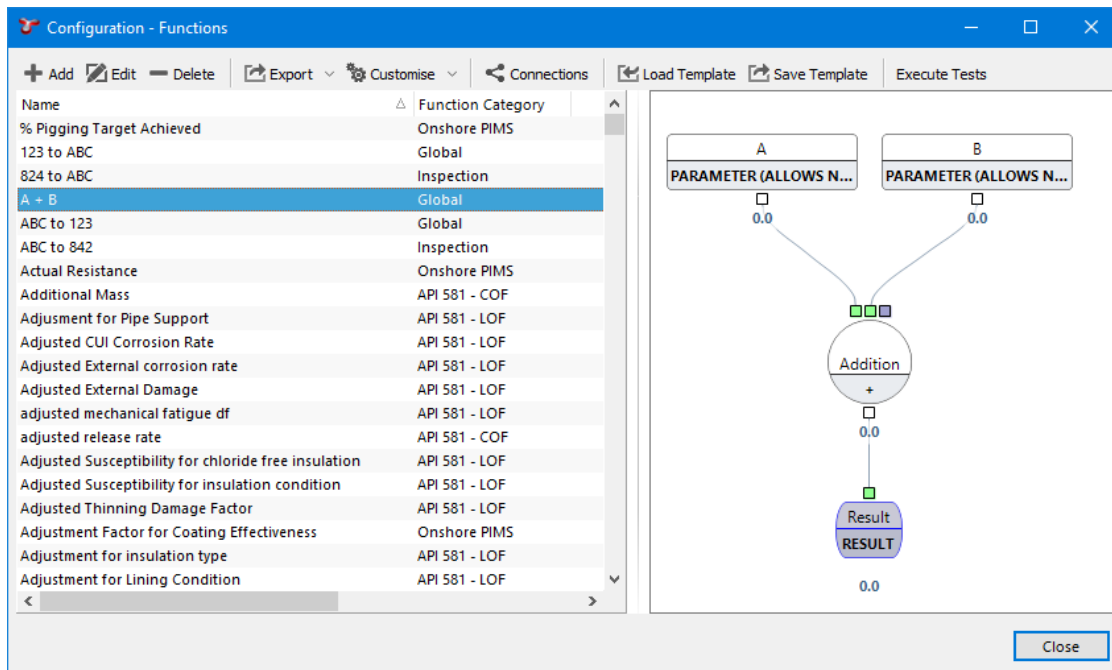 Configuration - Functions
Add Edit Delete Export Customise Connections Load Template Save Template Execute Tests
Name Function Category
% Pigging Target Achieved Onshore PIMS
123 to ABC Global
824 to ABC Inspection
A + B Global
ABC to 123 Global
ABC to 842 Inspection
Actual Resistance Onshore PIMS
Additional Mass API 581 - COF
Adjusment for Pipe Support API 581 - LOF
Adjusted CUI Corrosion Rate API 581 - LOF
Adjusted External corrosion rate API 581 - LOF
Adjusted External Damage API 581 - LOF
adjusted mechanical fatigue df API 581 - LOF
adjusted release rate API 581 - COF
Adjusted Susceptibility for chloride free insulation API 581 - LOF
Adjusted Susceptibility for insulation condition API 581 - LOF
Adjusted Thinning Damage Factor API 581 - LOF
Adjustment Factor for Coating Effectiveness Onshore PIMS
Adjustment for insulation type API 581 - LOF
Adjustment for Lining Condition API 581 - LOF
A B
PARAMETER (ALLOWS N... PARAMETER (ALLOWS N...
0.0 0.0
Addition
+
0.0
Result
RESULT
0.0
Close